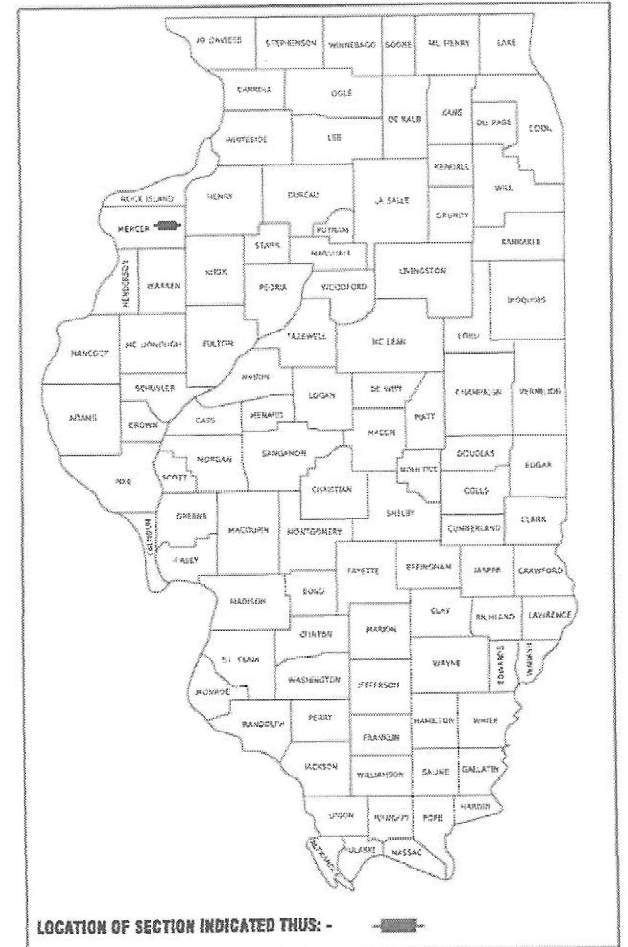 JO DAVIESS STEPHENSON WINNEBAGO BOONE MC HENRY LAKE
CARROLL OGLE DE KALB KANE DU PAGE COOK
WHITESIDE LEE KENDALL WILL
ROCK ISLAND HENRY BUREAU LA SALLE GRUNDY
MERCER STARK PUTNAM MARSHALL KANKAKEE
HENDERSON WARREN KNOX PEORIA WOODFORD LIVINGSTON IROQUOIS
HANCOCK MC DONOUGH FULTON TAZEWELL MC LEAN FORD
SCHUYLER MASON LOGAN DE WITT CHAMPAIGN VERMILION
ADAMS BROWN CASS MENARD MACON PIATT
PIKE SCOTT MORGAN SANGAMON MOULTRIE DOUGLAS EDGAR
CHRISTIAN COLES
CALHOUN GREENE MACOUPIN MONTGOMERY SHELBY CUMBERLAND CLARK
FAYETTE EFFINGHAM JASPER CRAWFORD
MADISON BOND CLAY RICHLAND LAWRENCE
CLINTON MARION WAYNE EDWARDS WABASH
ST. CLAIR WASHINGTON JEFFERSON
MONROE RANDOLPH PERRY HAMILTON WHITE
FRANKLIN
JACKSON WILLIAMSON SALINE GALLATIN
UNION JOHNSON POPE HARDIN
ALEXANDER PULASKI MASSAC
LOCATION OF SECTION INDICATED THUS: -